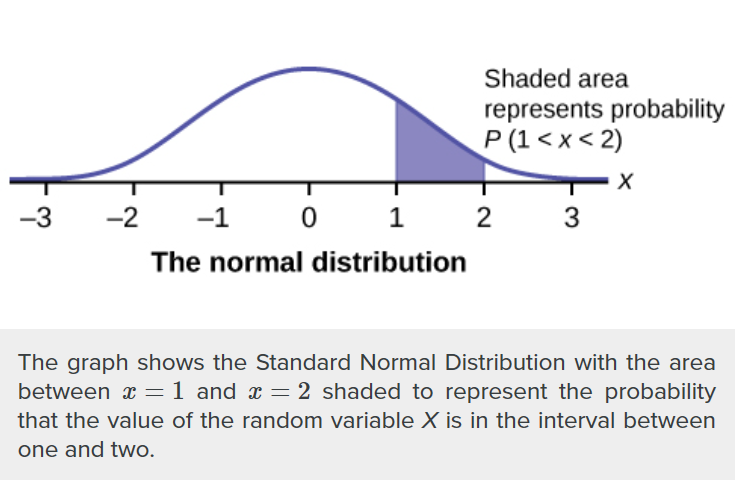 Shaded area
represents probability
P (1 < x < 2)
X
–3 –2 –1 0 1 2 3
The normal distribution
The graph shows the Standard Normal Distribution with the area
between x = 1 and x = 2 shaded to represent the probability
that the value of the random variable X is in the interval between
one and two.